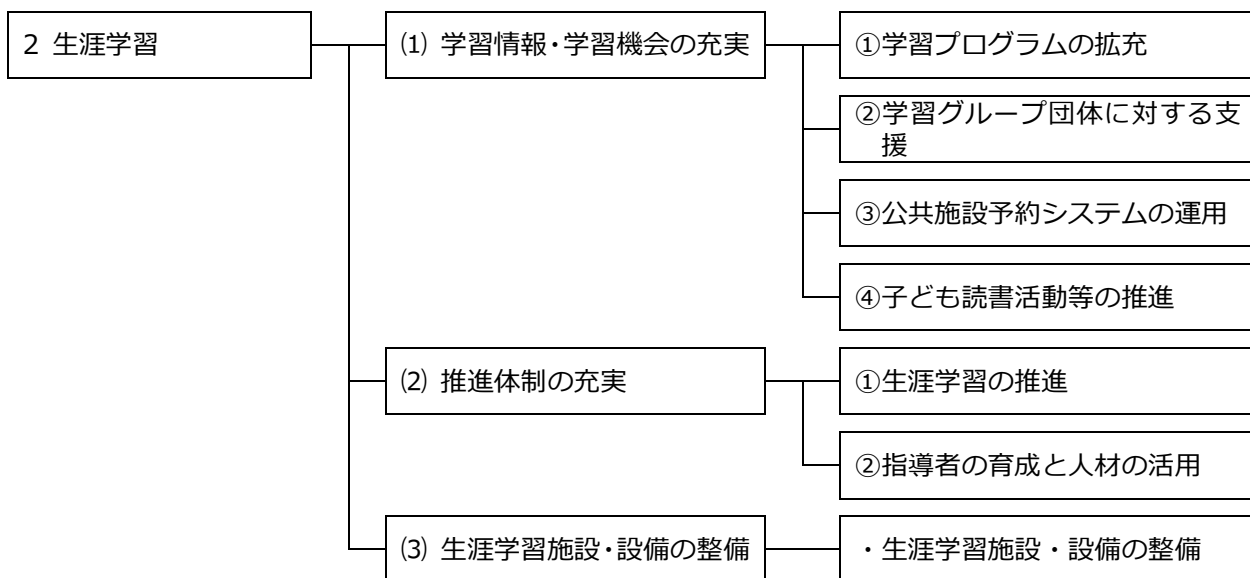 2 生涯学習
⑴ 学習情報・学習機会の充実
①学習プログラムの拡充
②学習グループ団体に対する支
援
③公共施設予約システムの運用
④子ども読書活動等の推進
⑵ 推進体制の充実
①生涯学習の推進
②指導者の育成と人材の活用
⑶ 生涯学習施設・設備の整備
・生涯学習施設・設備の整備